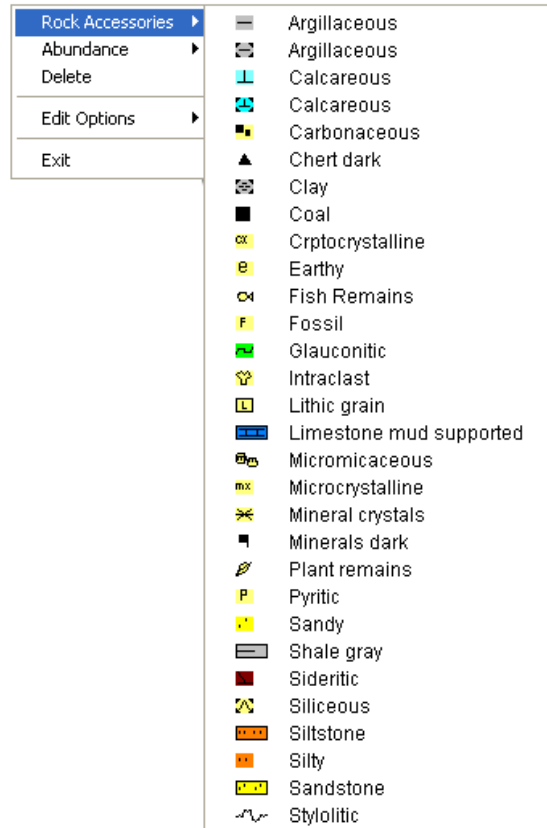 Rock Accessories
Abundance
Delete
Edit Options
Exit
Argillaceous
Argillaceous
Calcareous
Calcareous
Carbonaceous
Chert dark
Clay
Coal
cx Crptocrystalline
e Earthy
Fish Remains
F Fossil
Glauconitic
Intraclast
L Lithic grain
Limestone mud supported
m m Micromicaceous
mx Microcrystalline
Mineral crystals
Minerals dark
Plant remains
P Pyritic
Sandy
Shale gray
Sideritic
Siliceous
Siltstone
Silty
Sandstone
Stylolitic